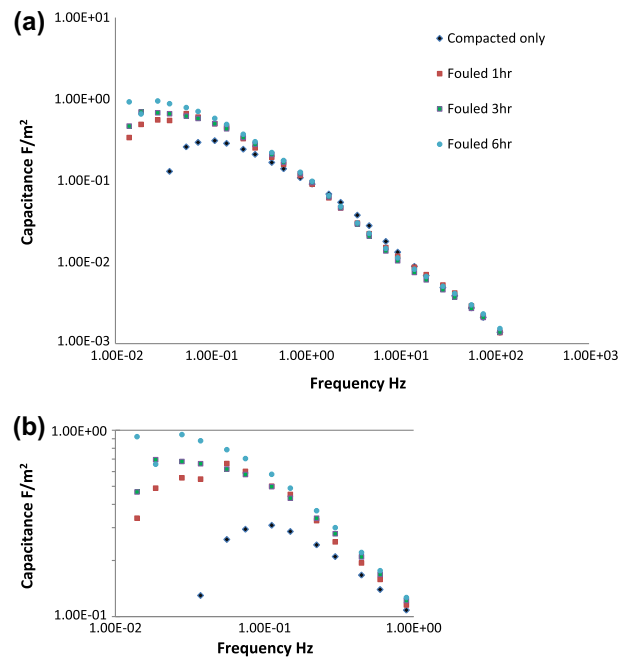 (a)
1.00E+01
1.00E+00
1.00E-01
1.00E-02
1.00E-03
Capacitance F/m²
Compacted only
Fouled 1hr
Fouled 3hr
Fouled 6hr
1.00E-02 1.00E-01 1.00E+00 1.00E+01 1.00E+02 1.00E+03
Frequency Hz
(b)
1.00E+00
1.00E-01
Capacitance F/m²
1.00E-02 1.00E-01 1.00E+00
Frequency Hz